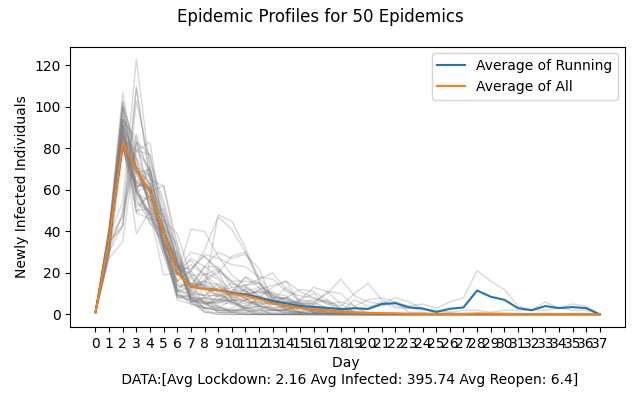 Epidemic Profiles for 50 Epidemics
Average of Running
Average of All
Newly Infected Individuals
120
100
80
60
40
20
0
0 1 2 3 4 5 6 7 8 9 10 11 12 13 14 15 16 17 18 19 20 21 22 23 24 25 26 27 28 29 30 31 32 33 34 35 36 37
Day
DATA:[Avg Lockdown: 2.16 Avg Infected: 395.74 Avg Reopen: 6.4]